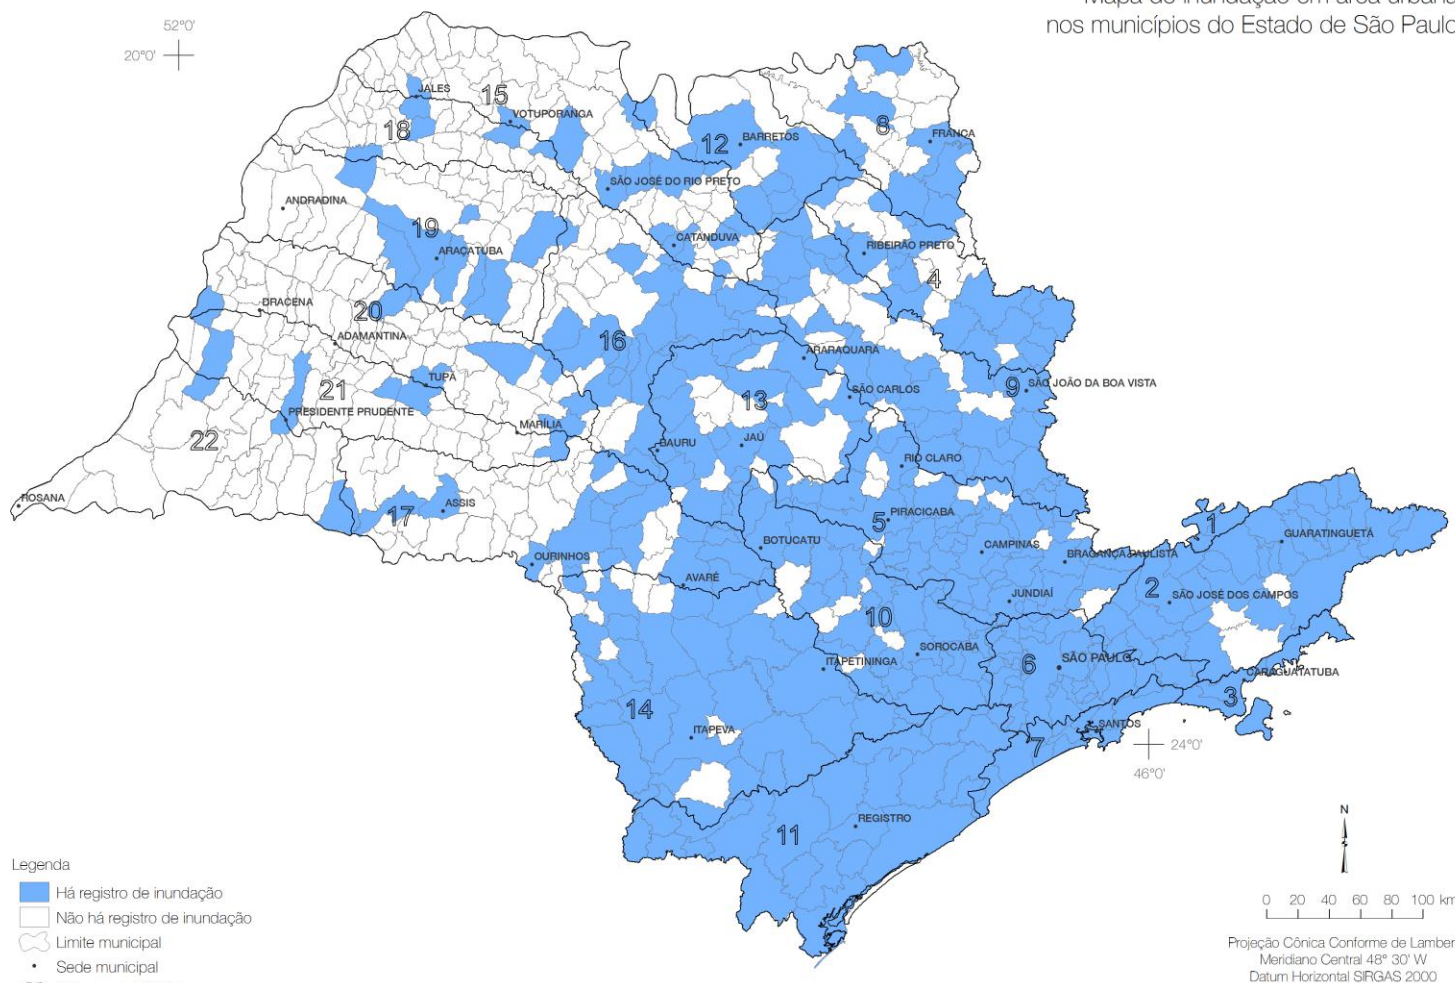 Mapa de inundação em área urbana
nos municípios do Estado de São Paulo
52°0'
20°0'
JALES
15
VOTUPORANGA
18
8
FRANCA
12
BARRETOS
SÃO JOSÉ DO RIO PRETO
ANDRADINA
19
ARAÇATUBA
CATANDUVA
RIBEIRÃO PRETO
4
DRACENA
20
ADAMANTINA
16
ARARAQUARA
TUPÃ
21
13
SÃO CARLOS
9
SÃO JOÃO DA BOA VISTA
PRESIDENTE PRUDENTE
22
MARÍLIA
BAURU
JAÚ
RIO CLARO
ROSANA
17
ASSIS
5
PIRACICABA
1
GUARATINGUETÁ
OURINHOS
BOTUCATU
CAMPINAS
BRAGANÇA PAULISTA
AVARÉ
JUNDIAÍ
2
SÃO JOSÉ DOS CAMPOS
10
SOROCABA
ITAPETININGA
6
SÃO PAULO
CARAGUATATUBA
3
14
ITAPEVA
SANTOS
7
24°0'
46°0'
11
REGISTRO
N
Legenda
Há registro de inundação
Não há registro de inundação
Limite municipal
Sede municipal
0 20 40 60 80 100 km
Projeção Cônica Conforme de Lamber
Meridiano Central 48° 30' W
Datum Horizontal SIRGAS 2000